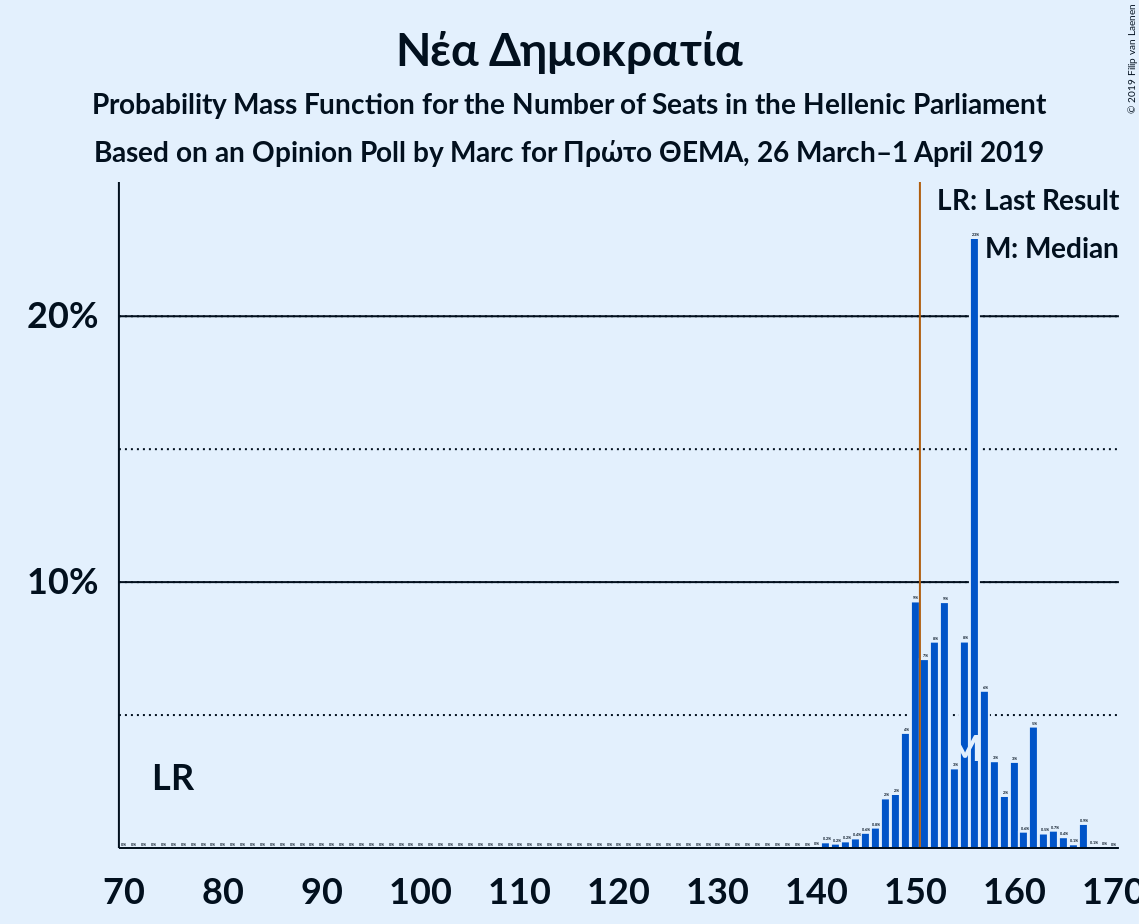 Νέα Δημοκρατία
Probability Mass Function for the Number of Seats in the Hellenic Parliament
Based on an Opinion Poll by Marc for Πρώτο ΘΕΜΑ, 26 March–1 April 2019
© 2019 Filip van Laenen
LR: Last Result
M: Median
20%
10%
LR
M
70 80 90 100 110 120 130 140 150 160 170